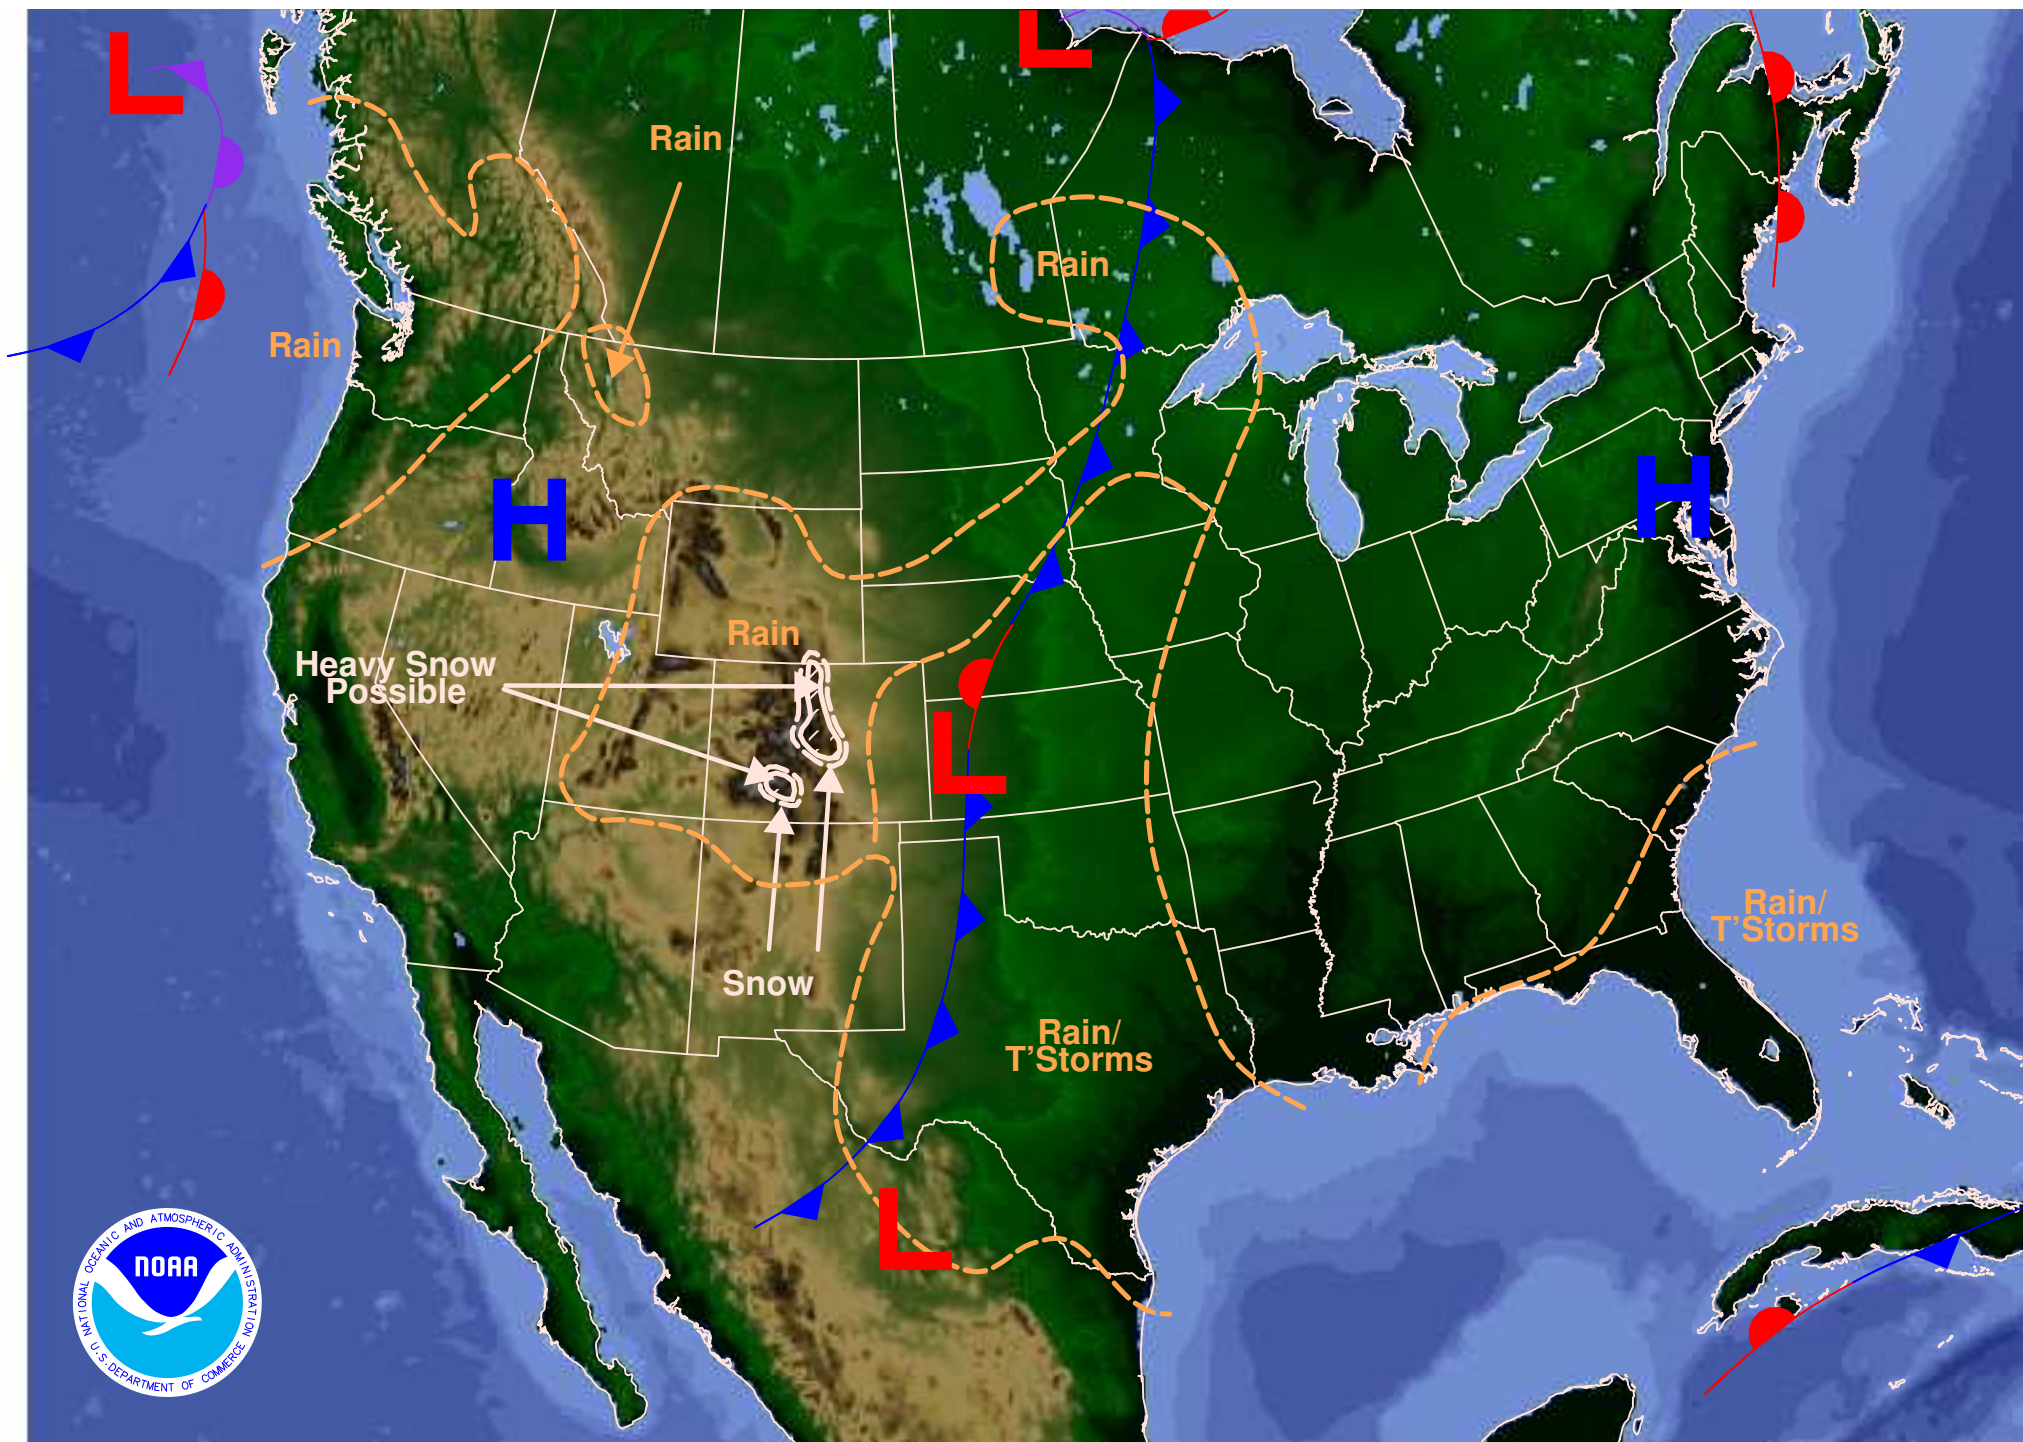 L
L
Rain
Rain
Rain
H
H
Rain
Heavy Snow
Possible
L
Rain/
T'Storms
Snow
Rain/
T'Storms
L
NATIONAL OCEANIC AND ATMOSPHERIC ADMINISTRATION
NOAA
U.S. DEPARTMENT OF COMMERCE